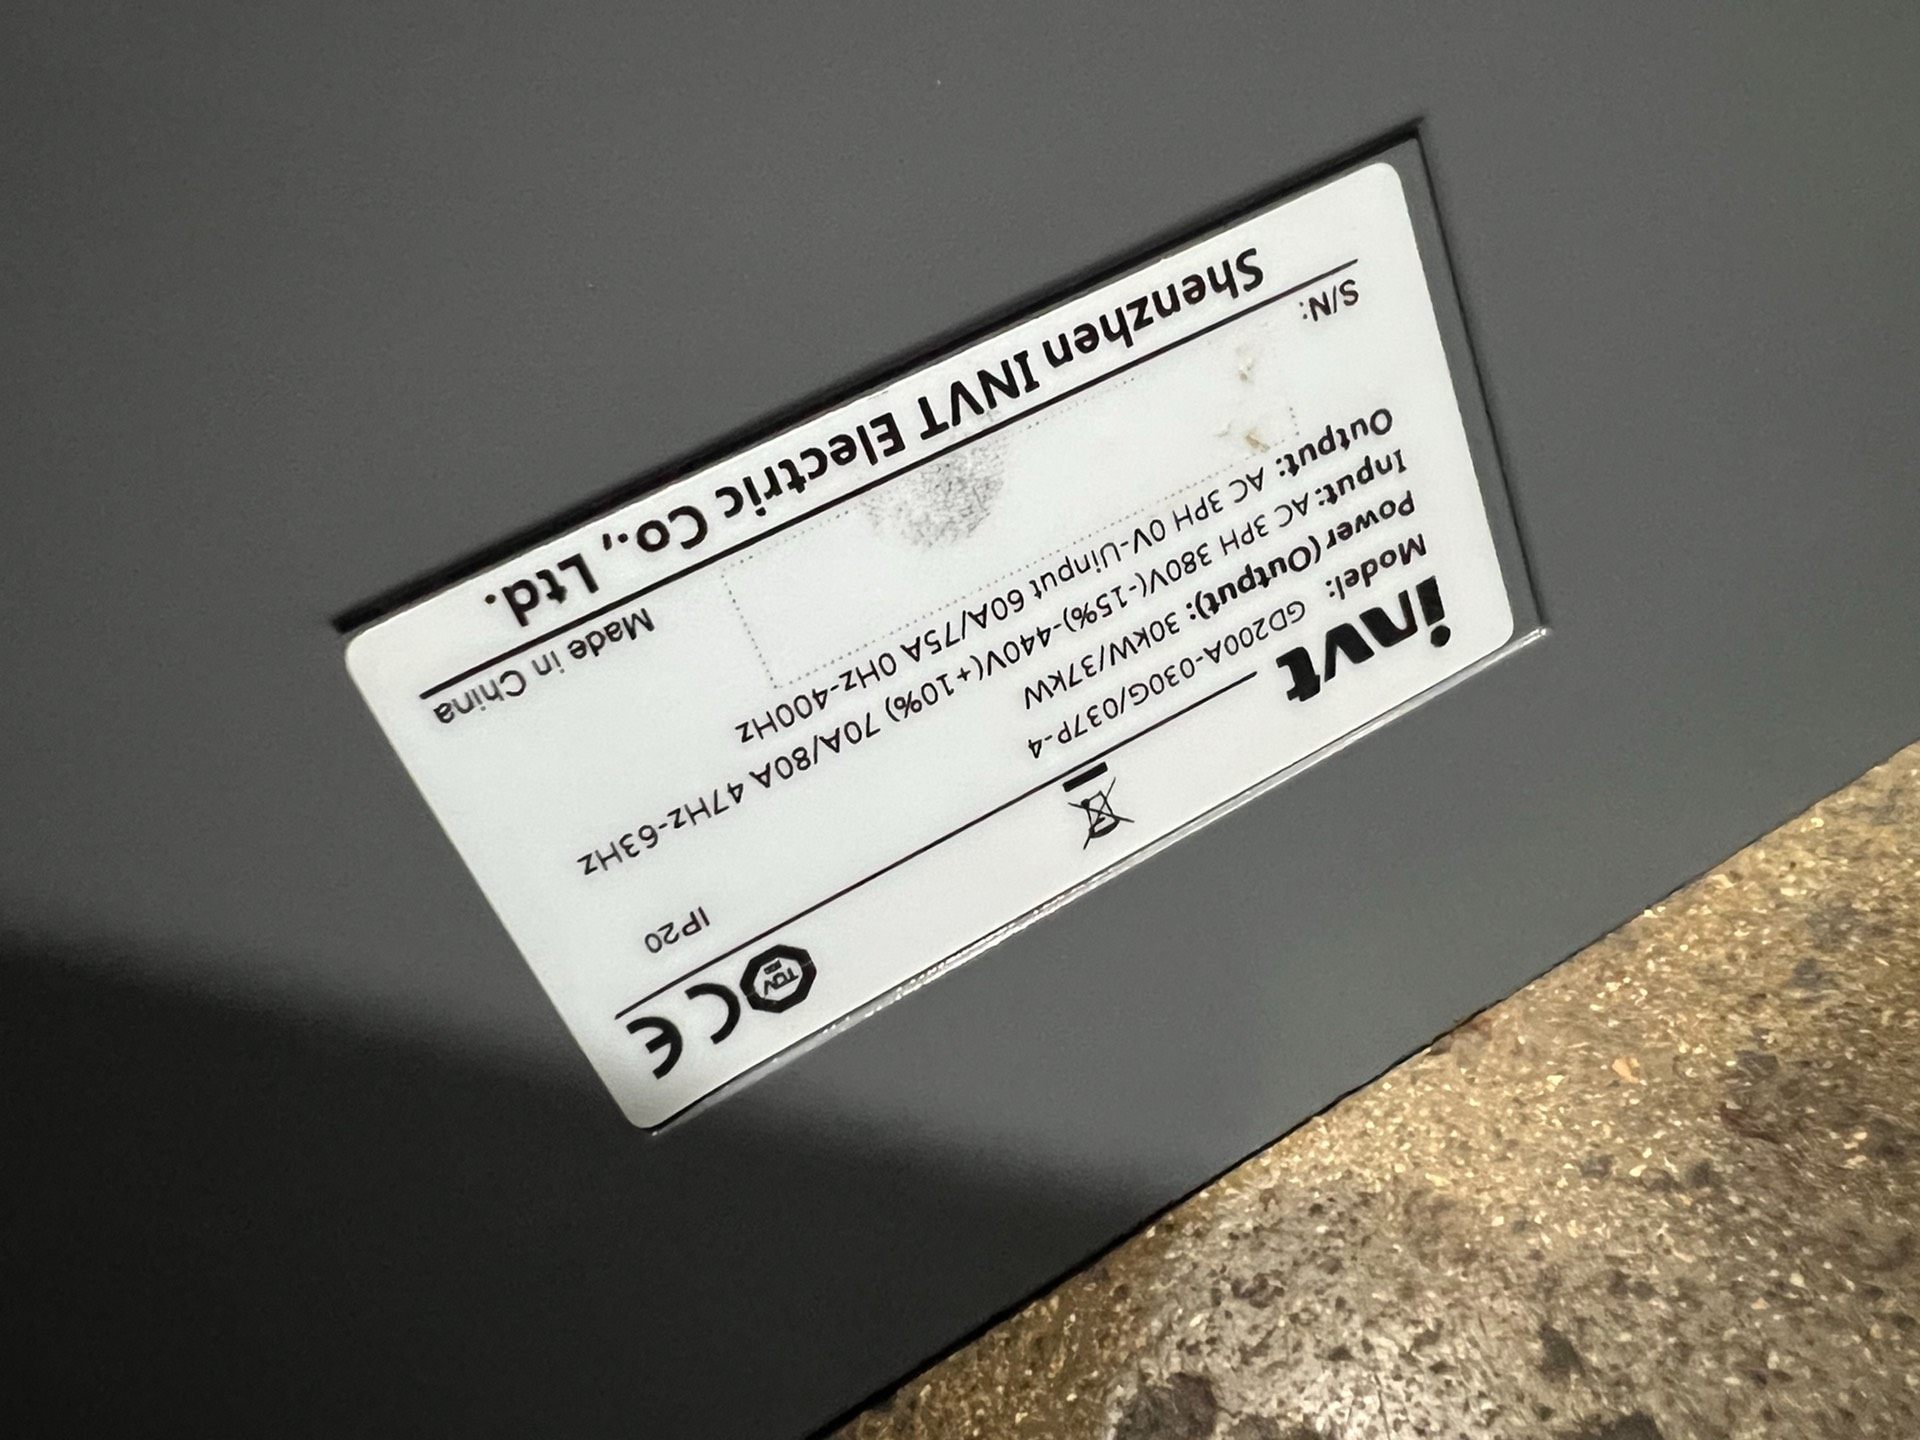 invt
TÜV
CE
Model: GD200A-030G/037P-4
IP20
Power(Output): 30kW/37kW
Input: AC 3PH 380V(-15%)-440V(+10%) 70A/80A 47Hz-63Hz
Output: AC 3PH 0V-Uinput 60A/75A 0Hz-400Hz
S/N:
Made in China
Shenzhen INVT Electric Co., Ltd.